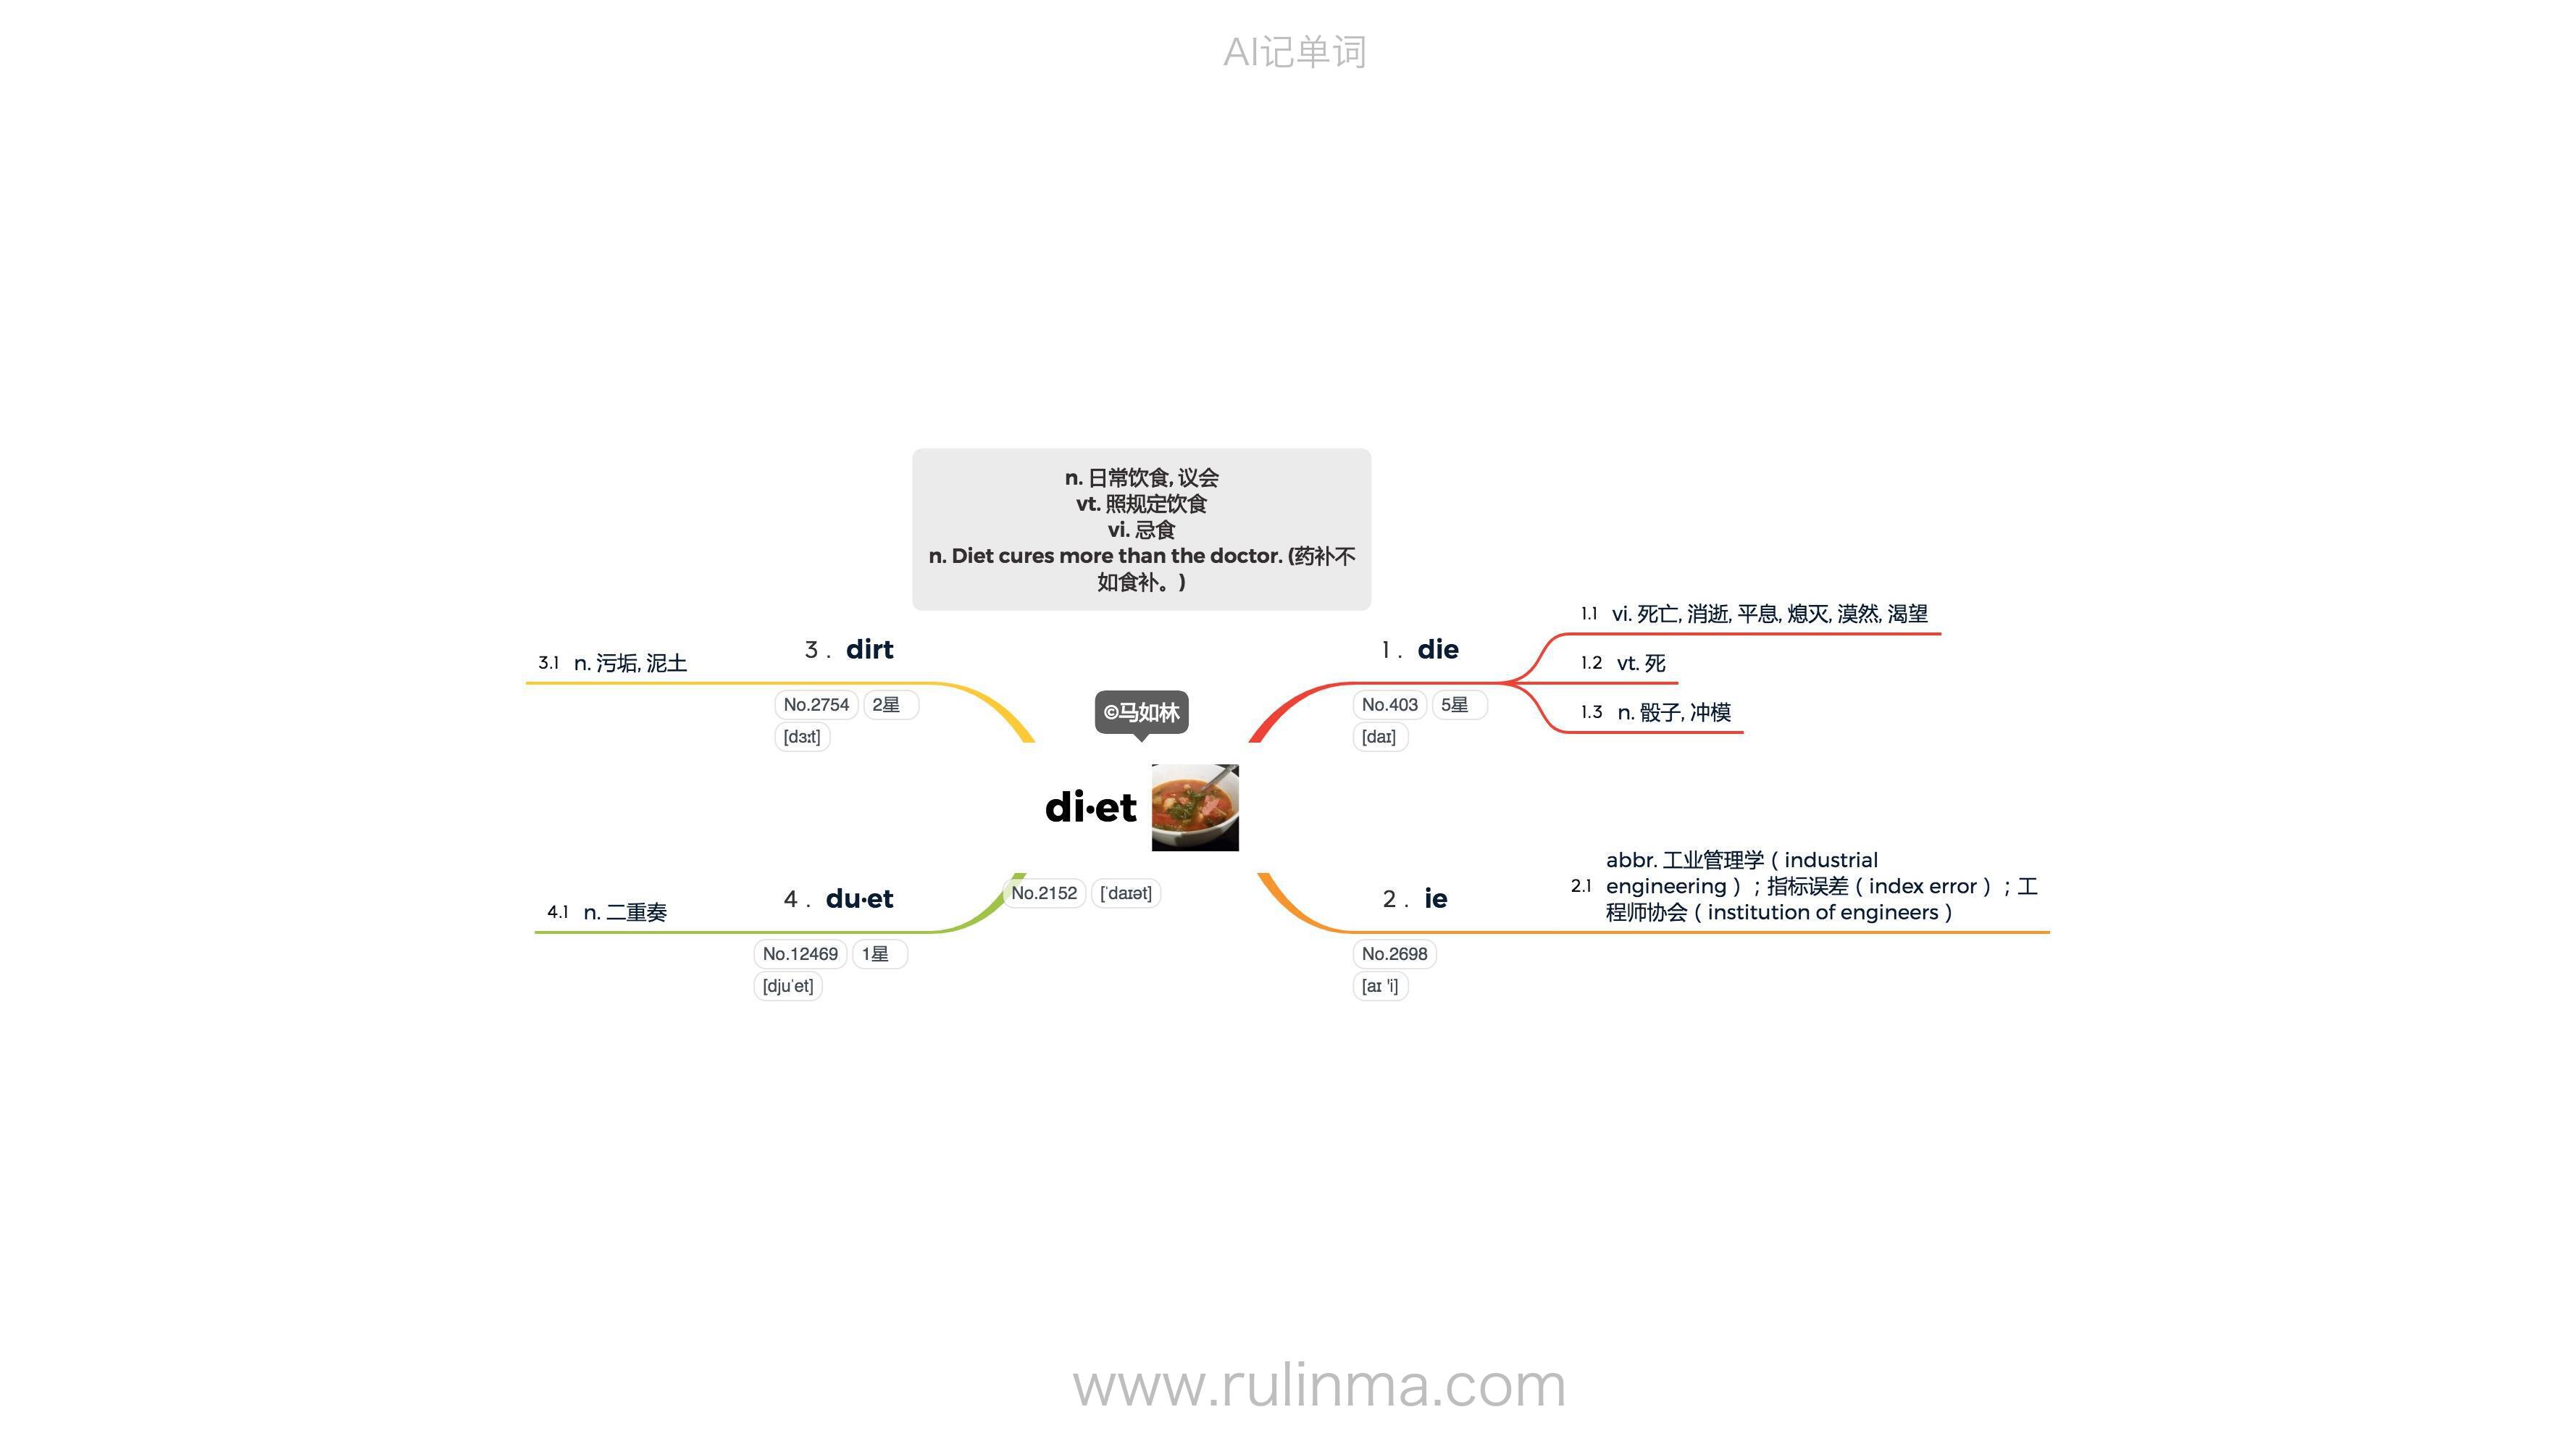 AI记单词
n. 日常饮食, 议会
vt. 照规定饮食
vi. 忌食
n. Diet cures more than the doctor. (药补不
如食补。)
©马如林
di·et
No.2152 [ˈdaɪət]
1 . die
No.403 5星
[daɪ]
1.1 vi. 死亡, 消逝, 平息, 熄灭, 漠然, 渴望
1.2 vt. 死
1.3 n. 骰子, 冲模
2 . ie
No.2698
[aɪ 'i]
abbr. 工业管理学（industrial
2.1 engineering）；指标误差（index error）；工
程师协会（institution of engineers）
3 . dirt
No.2754 2星
[dɜːt]
3.1 n. 污垢, 泥土
4 . du·et
No.12469 1星
[djuˈet]
4.1 n. 二重奏
www.rulinma.com